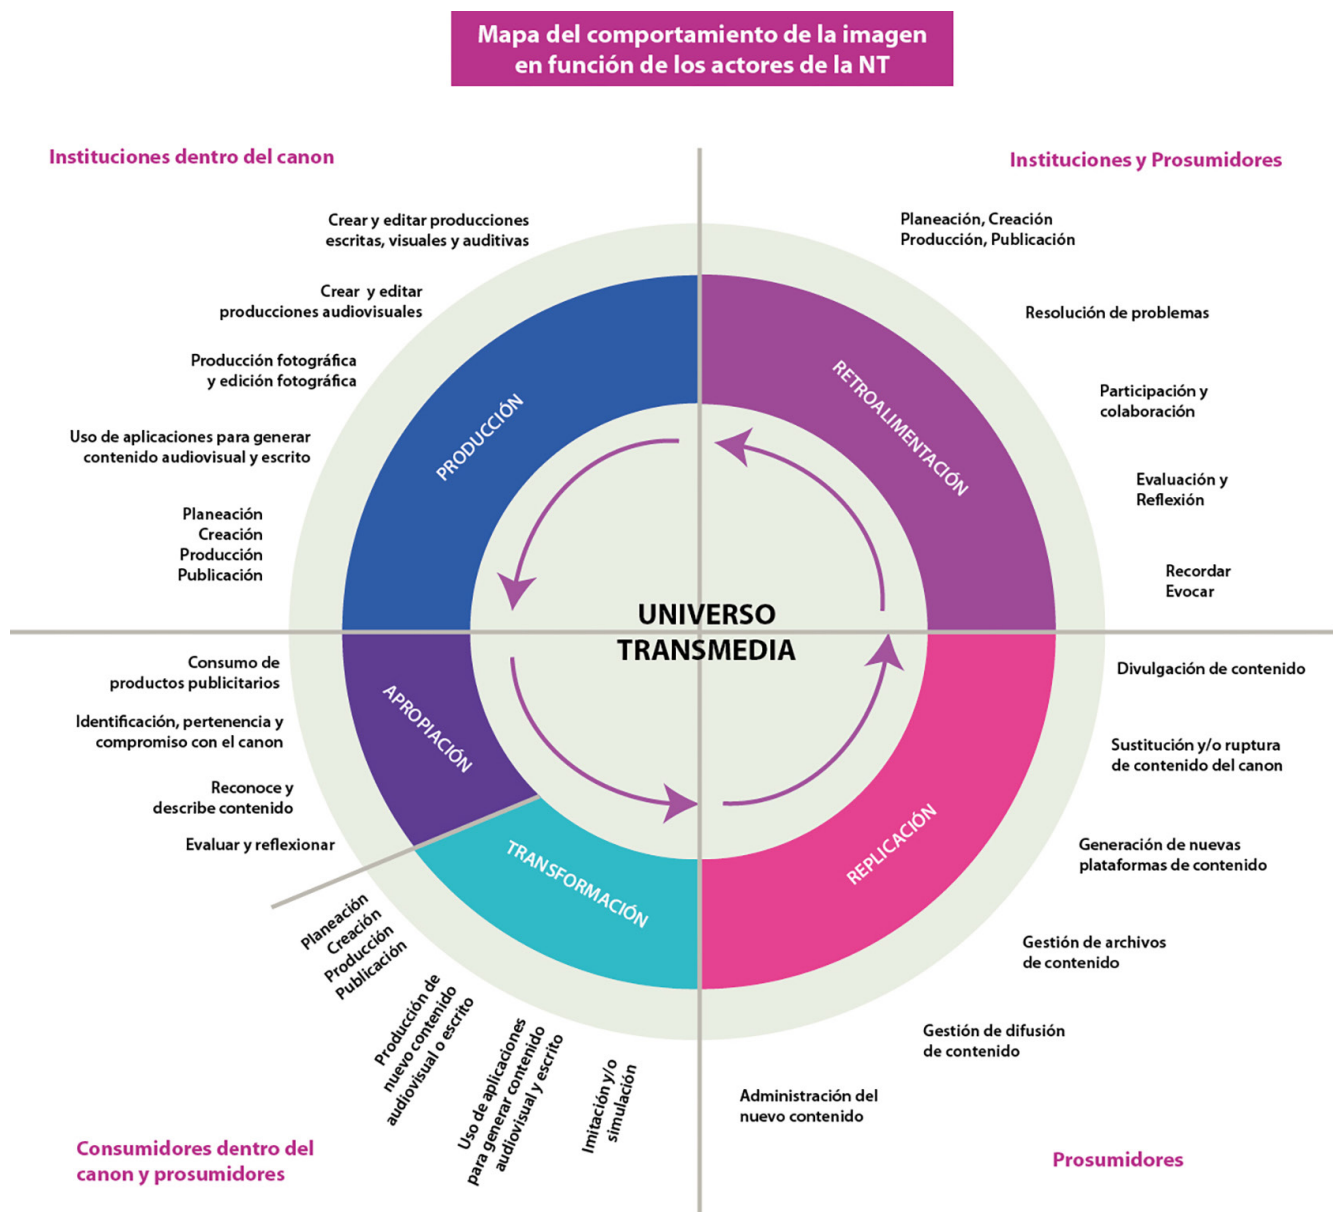 Mapa del comportamiento de la imagen
en función de los actores de la NT
Instituciones dentro del canon
Instituciones y Prosumidores
Crear y editar producciones
escritas, visuales y auditivas
Crear y editar
producciones audiovisuales
Producción fotográfica
y edición fotográfica
Uso de aplicaciones para generar
contenido audiovisual y escrito
Planeación
Creación
Producción
Publicación
PRODUCCIÓN
Planeación, Creación
Producción, Publicación
Resolución de problemas
Participación y
colaboración
Evaluación y
Reflexión
Recordar
Evocar
RETROALIMENTACIÓN
UNIVERSO
TRANSMEDIA
Consumo de
productos publicitarios
Identificación, pertenencia y
compromiso con el canon
Reconoce y
describe contenido
Evaluar y reflexionar
APROPIACIÓN
TRANSFORMACIÓN
Planeación
Creación
Producción
Publicación
Producción de
nuevo contenido
audiovisual o escrito
Uso de aplicaciones
para generar contenido
audiovisual y escrito
Imitación y/o
simulación
REPLICACIÓN
Divulgación de contenido
Sustitución y/o ruptura
de contenido del canon
Generación de nuevas
plataformas de contenido
Gestión de archivos
de contenido
Gestión de difusión
de contenido
Administración del
nuevo contenido
Consumidores dentro del
canon y prosumidores
Prosumidores